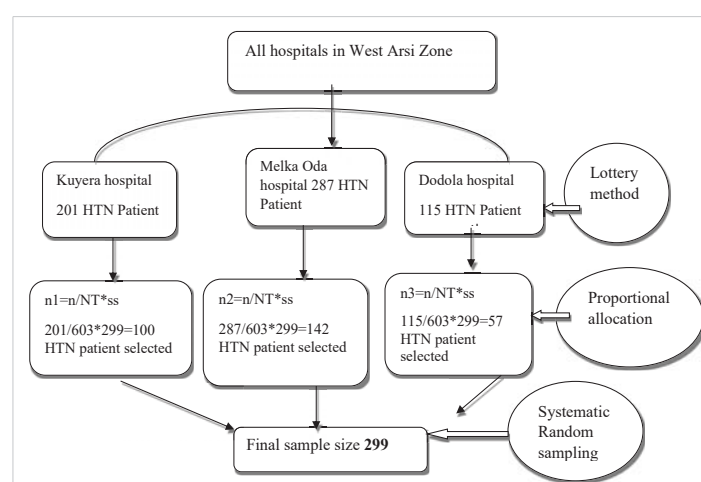 All hospitals in West Arsi Zone
Kuyera hospital
201 HTN Patient
Melka Oda
hospital 287 HTN
Patient
Dodola hospital
115 HTN Patient
Lottery
method
n1=n/NT*ss
201/603*299=100
HTN patient selected
n2=n/NT*ss
287/603*299=142
HTN patient selected
n3=n/NT*ss
115/603*299=57
HTN patient
selected
Proportional
allocation
Final sample size 299
Systematic
Random
sampling